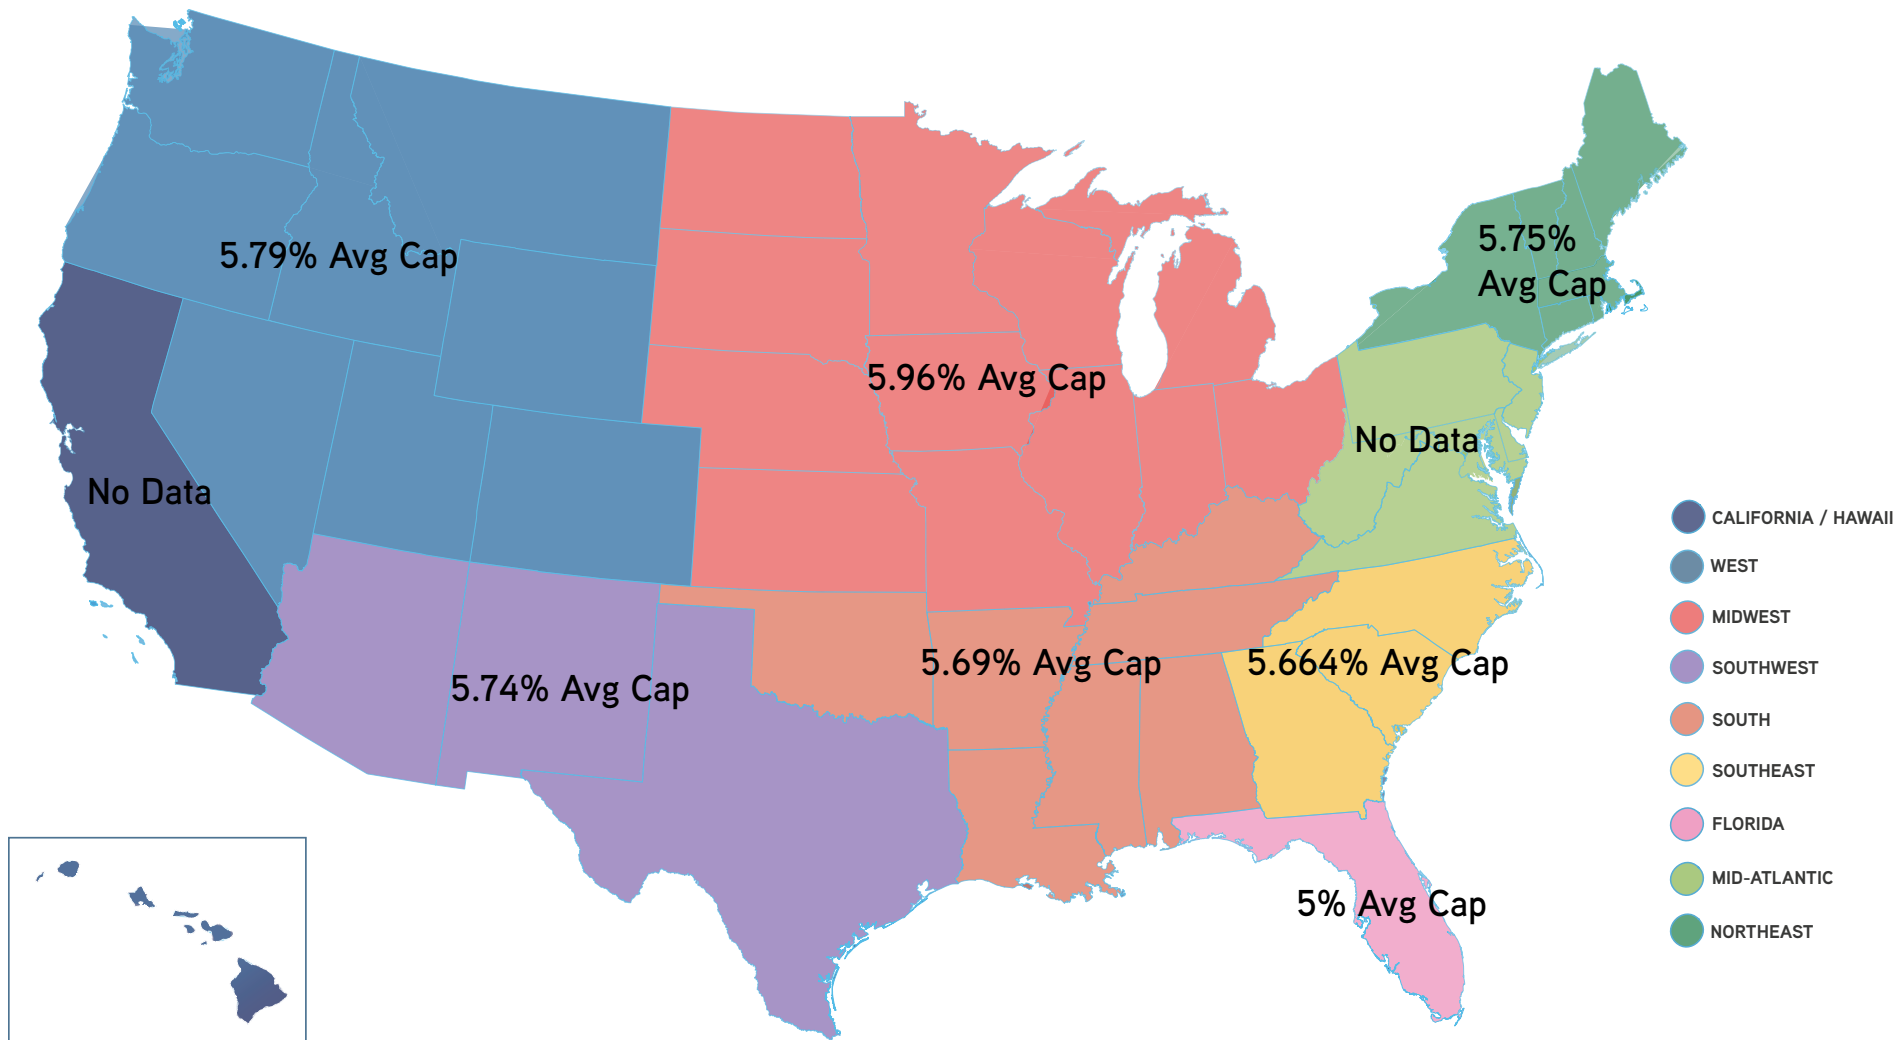 5.79% Avg Cap
5.75%
Avg Cap
5.96% Avg Cap
No Data
No Data
5.69% Avg Cap
5.664% Avg Cap
5.74% Avg Cap
5% Avg Cap
CALIFORNIA / HAWAII
WEST
MIDWEST
SOUTHWEST
SOUTH
SOUTHEAST
FLORIDA
MID-ATLANTIC
NORTHEAST